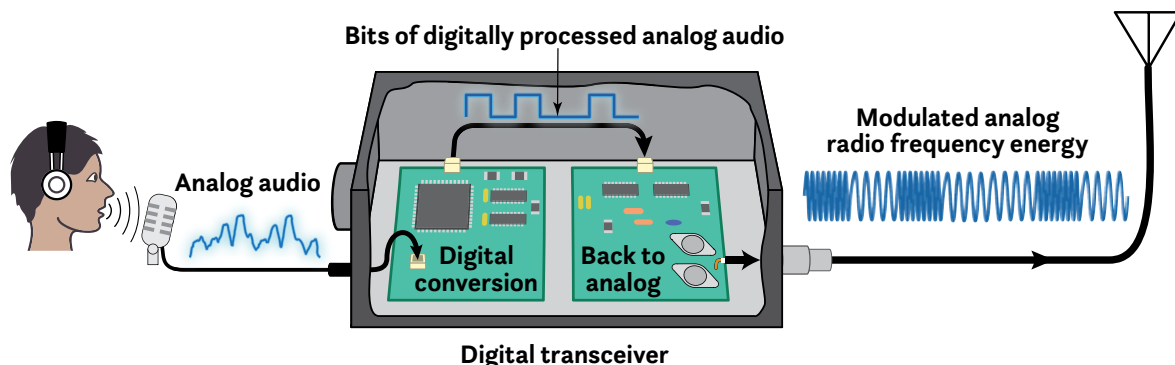 Bits of digitally processed analog audio
Modulated analog
radio frequency energy
Analog audio
Digital
conversion
Back to
analog
Digital transceiver